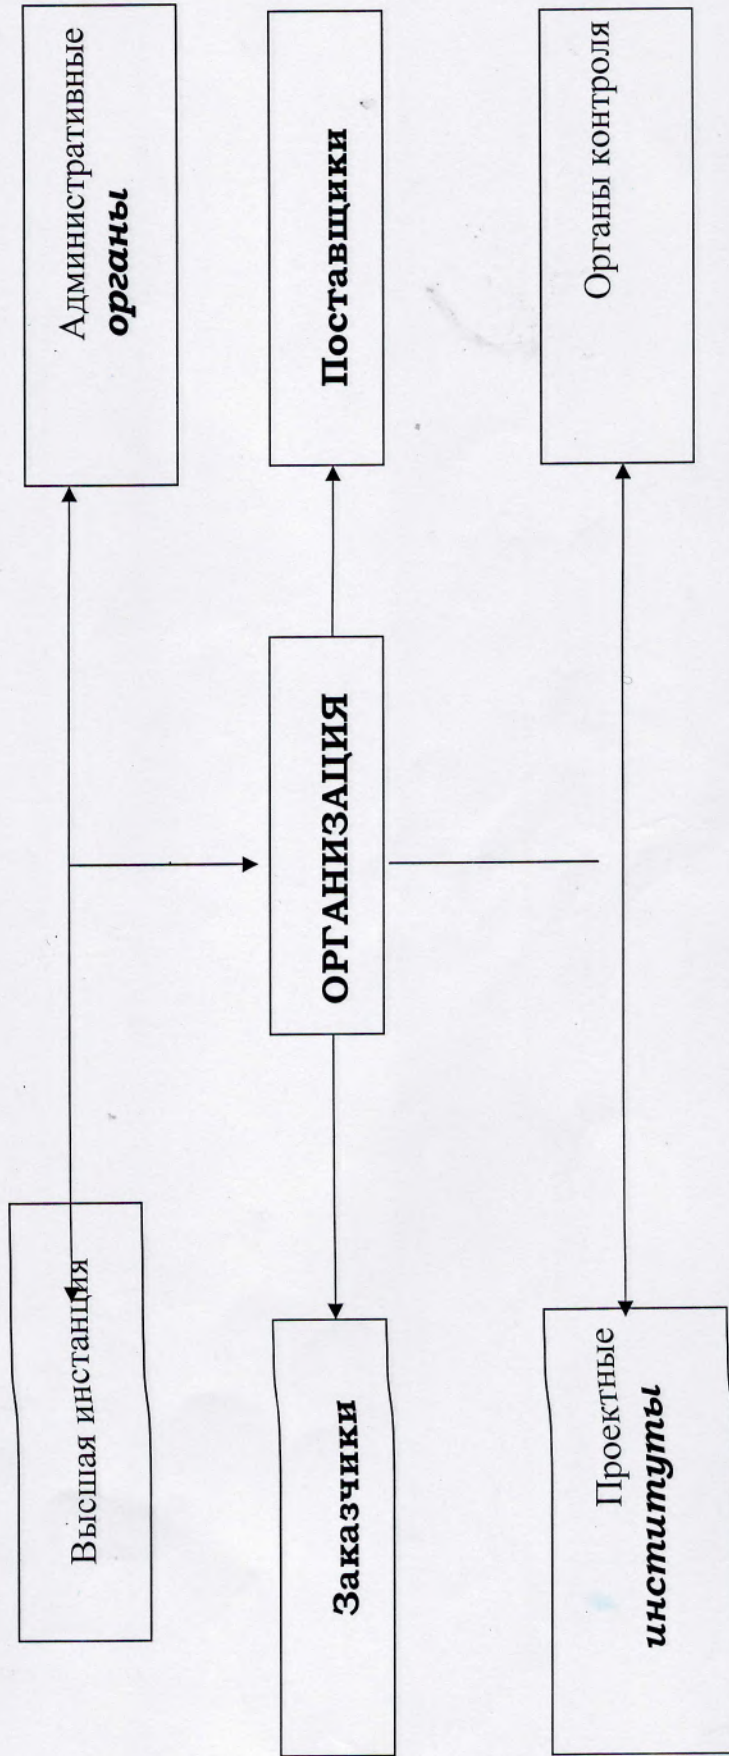 Высшая инстанция
Административные
органы
Заказчики
ОРГАНИЗАЦИЯ
Поставщики
Проектные
институты
Органы контроля